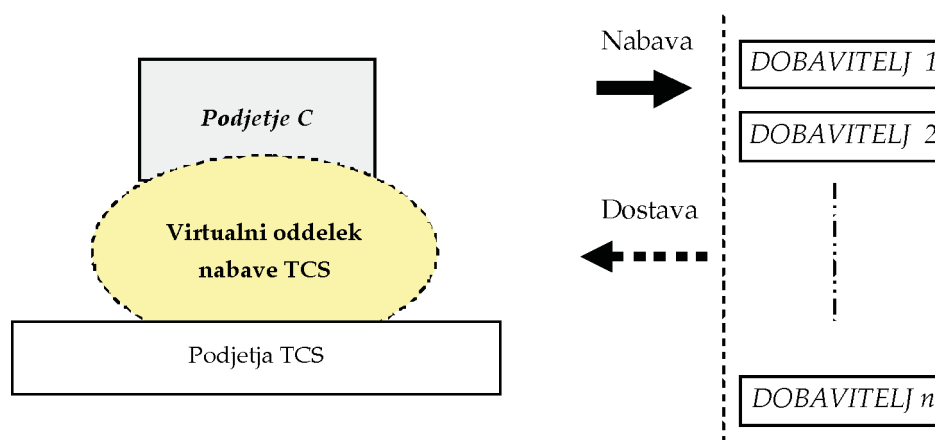 Podjetje C
Virtualni oddelek
nabave TCS
Podjetja TCS
Nabava
Dostava
DOBAVITELJ 1
DOBAVITELJ 2
DOBAVITELJ n